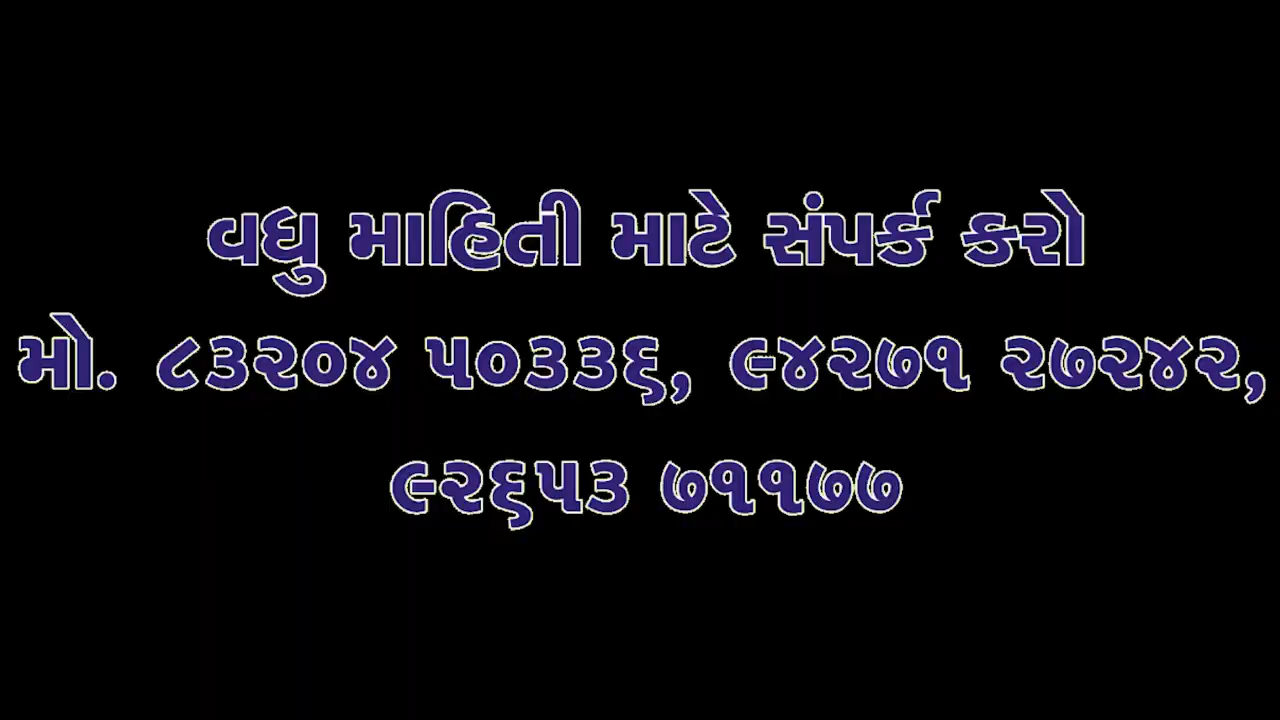 વધુ માહિતી માટે સંપર્ક કરો
મો. ૮૩૨૦૪ ૫૦૩૩૬, ૯૪૨૭૧ ૨૭૨૪૨,
૯૨૬૫૩ ૭૧૧૭૭